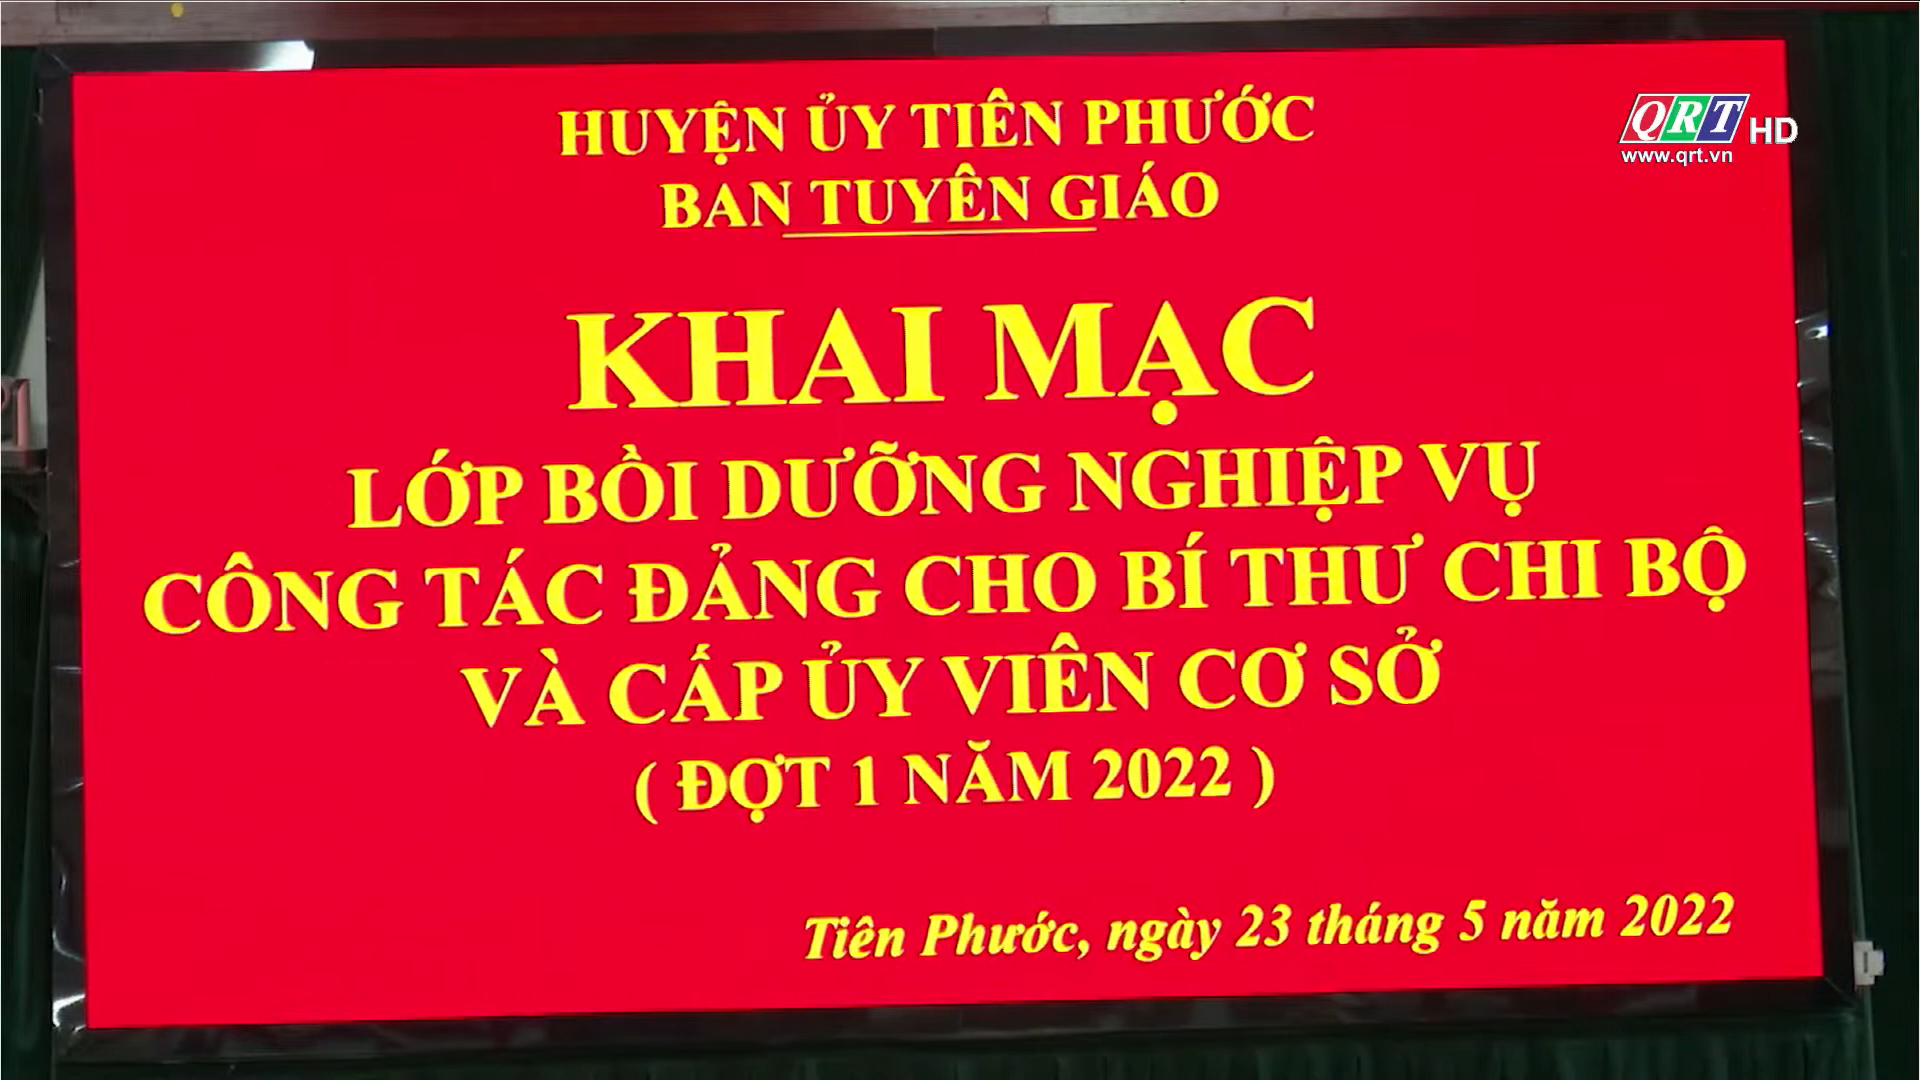 HUYỆN ỦY TIÊN PHƯỚC
BAN TUYÊN GIÁO
QRT HD
www.qrt.vn
KHAI MẠC
LỚP BỒI DƯỠNG NGHIỆP VỤ
CÔNG TÁC ĐẢNG CHO BÍ THƯ CHI BỘ
VÀ CẤP ỦY VIÊN CƠ SỞ
( ĐỢT 1 NĂM 2022 )
Tiên Phước, ngày 23 tháng 5 năm 2022